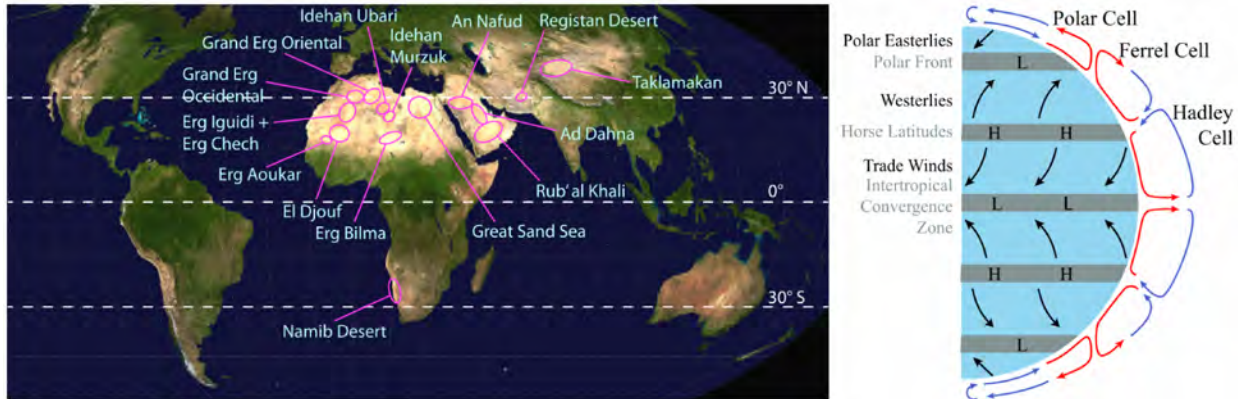 Idehan Ubari
Grand Erg Oriental
Grand Erg
Occidental
Erg Iguidi +
Erg Chech
Erg Aoukar
El Djouf
Erg Bilma
Idehan
Murzuk
An Nafud
Registan Desert
Taklamakan
Ad Dahna
Rub' al Khali
Great Sand Sea
Namib Desert
30° N
0°
30° S
Polar Easterlies
Polar Front
Westerlies
Horse Latitudes
Trade Winds
Intertropical
Convergence
Zone
Polar Cell
Ferrel Cell
Hadley
Cell
L
H H
L L
H H
L